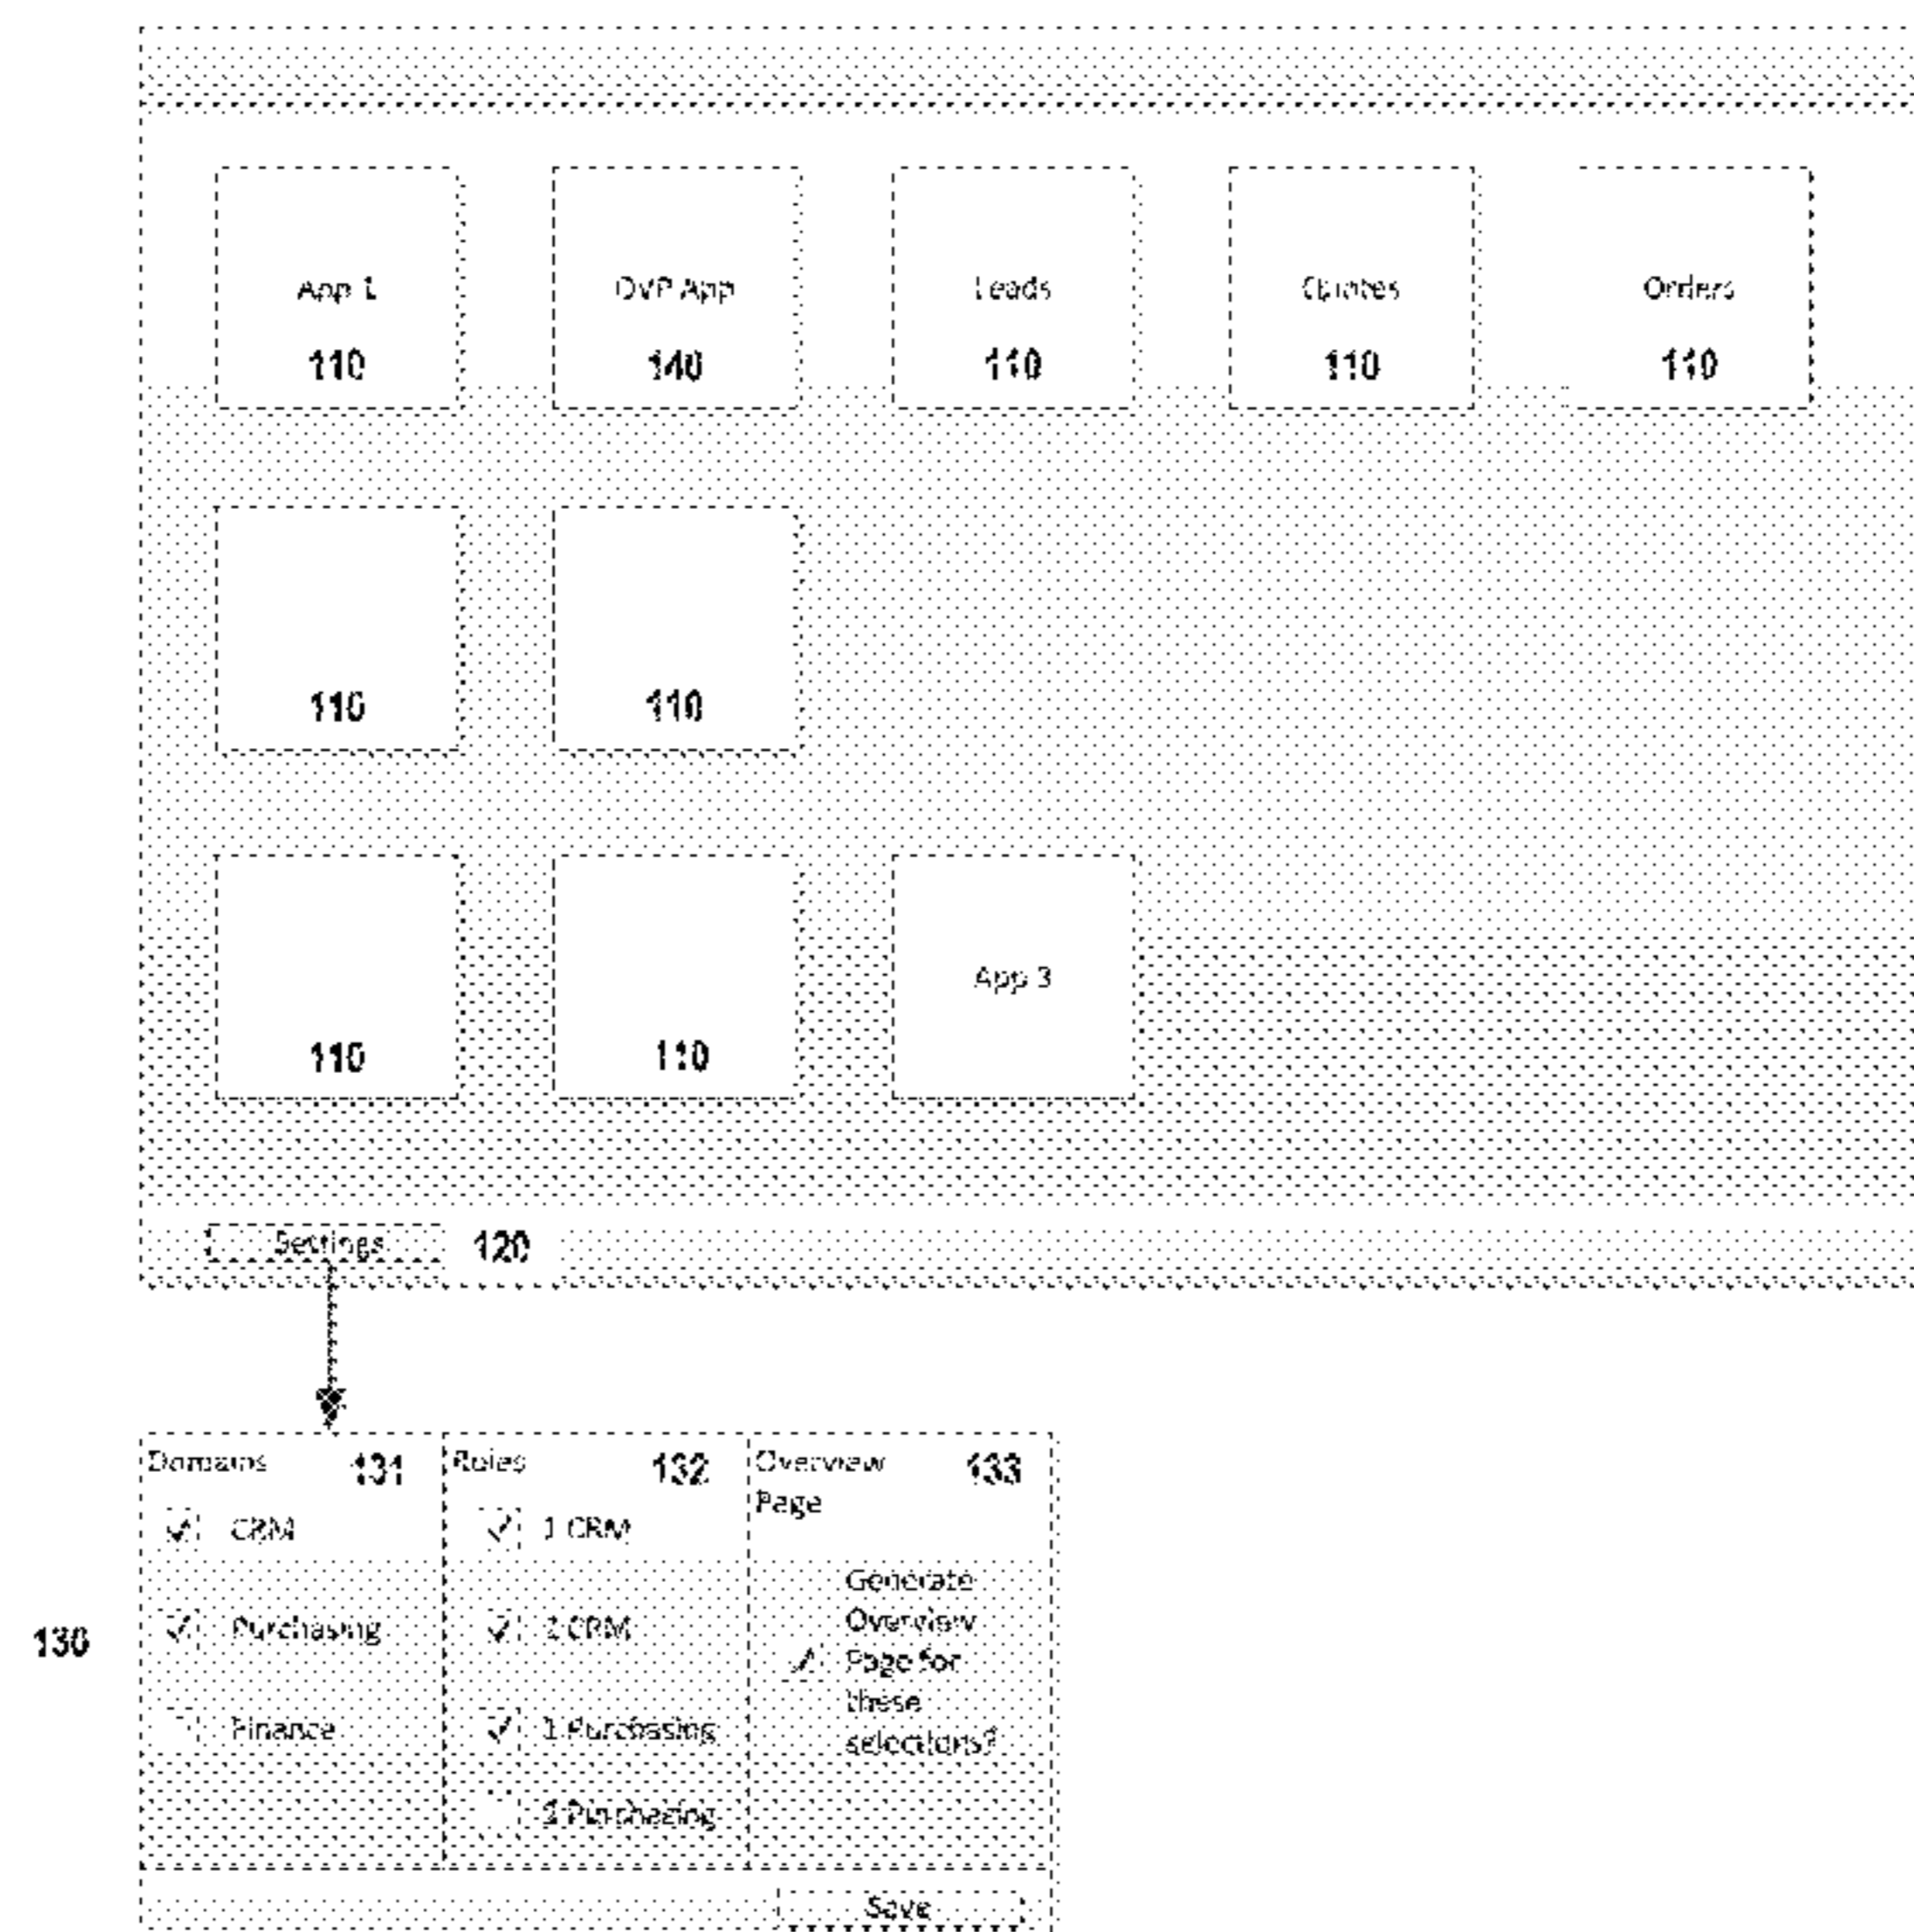 App 1
OVP App
Leads
Quotes
Orders
110
140
110
110
110
110
110
App 3
110
110
Settings
120
Domains
131
CRM
Purchasing
Finance
Roles
132
1 CRM
2 CRM
1 Purchasing
2 Purchasing
Overview
133
Page
Generate
Overview
Page for
these
selections?
130
Save